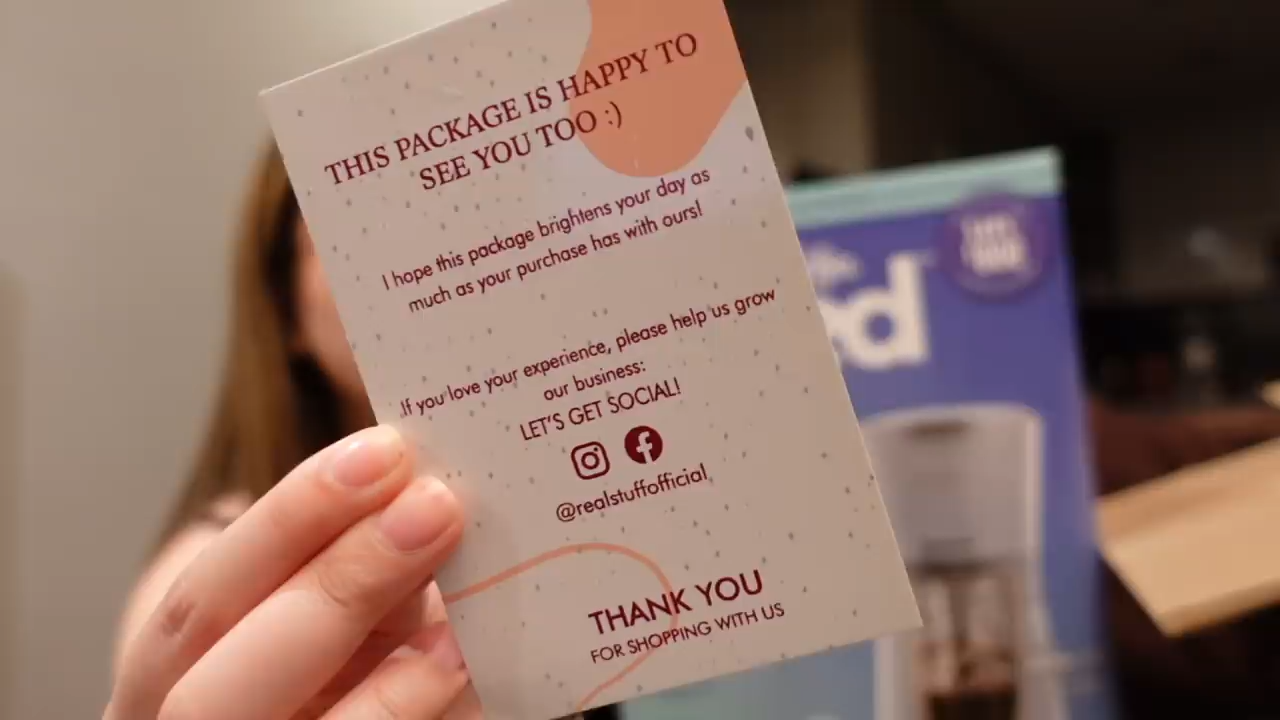 THIS PACKAGE IS HAPPY TO
SEE YOU TOO :)
I hope this package brightens your day as
much as your purchase has with ours!
If you love your experience, please help us grow
our business:
LET'S GET SOCIAL!
@realstuffofficial
THANK YOU
FOR SHOPPING WITH US
ed